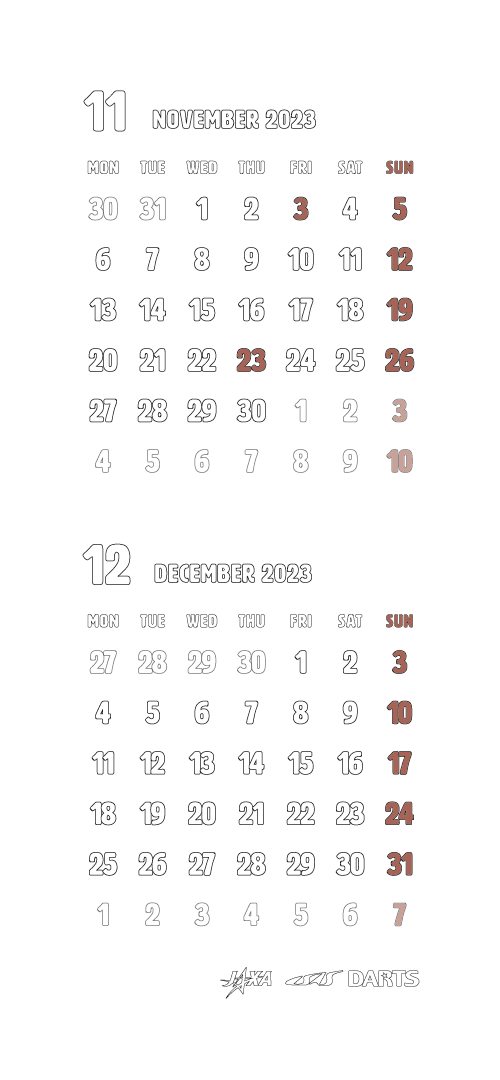 11 NOVEMBER 2023
MON TUE WED THU FRI SAT SUN
30 31 1 2 3 4 5
6 7 8 9 10 11 12
13 14 15 16 17 18 19
20 21 22 23 24 25 26
27 28 29 30 1 2 3
4 5 6 7 8 9 10
12 DECEMBER 2023
MON TUE WED THU FRI SAT SUN
27 28 29 30 1 2 3
4 5 6 7 8 9 10
11 12 13 14 15 16 17
18 19 20 21 22 23 24
25 26 27 28 29 30 31
1 2 3 4 5 6 7
JAXA ISAS DARTS